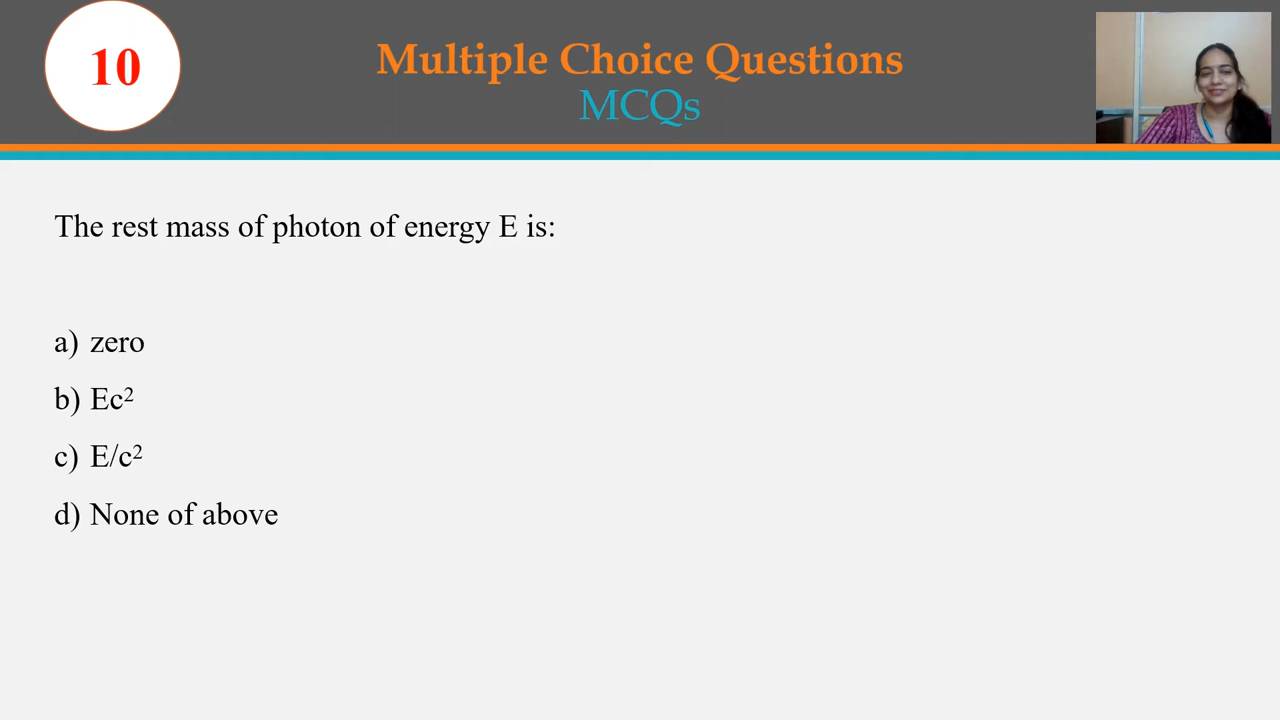 10
Multiple Choice Questions
MCQs
The rest mass of photon of energy E is:
a) zero
b) Ec²
c) E/c²
d) None of above